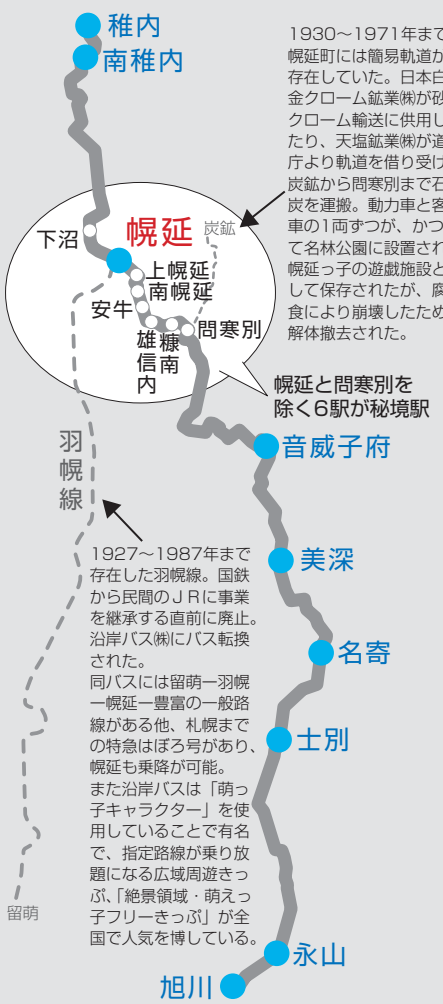 稚内
南稚内
1930～1971年まで
幌延町には簡易軌道が
存在していた。日本白
金クローム鉱業㈱が砂
クローム輸送に供用し
たり、天塩鉱業㈱が道
庁より軌道を借り受け
炭鉱から問寒別まで石
炭を運搬。動力車と客
車の1両ずつが、かつ
て名林公園に設置され
幌延っ子の遊戯施設と
して保存されたが、腐
食により崩壊したため
解体撤去された。
炭鉱
下沼
幌延
上幌延
南幌延
安牛
雄信内
糠南
問寒別
幌延と問寒別を
除く6駅が秘境駅
羽幌線
音威子府
1927～1987年まで
存在した羽幌線。国鉄
から民間のＪＲに事業
を継承する直前に廃止。
沿岸バス㈱にバス転換
された。
同バスには留萌ー羽幌
ー幌延ー豊富の一般路
線がある他、札幌まで
の特急はぼろ号があり、
幌延も乗降が可能。
また沿岸バスは「萌っ
子キャラクター」を使
用していることで有名
で、指定路線が乗り放
題になる広域周遊きっ
ぷ、「絶景領域・萌えっ
子フリーきっぷ」が全
国で人気を博している。
美深
名寄
士別
留萌
永山
旭川